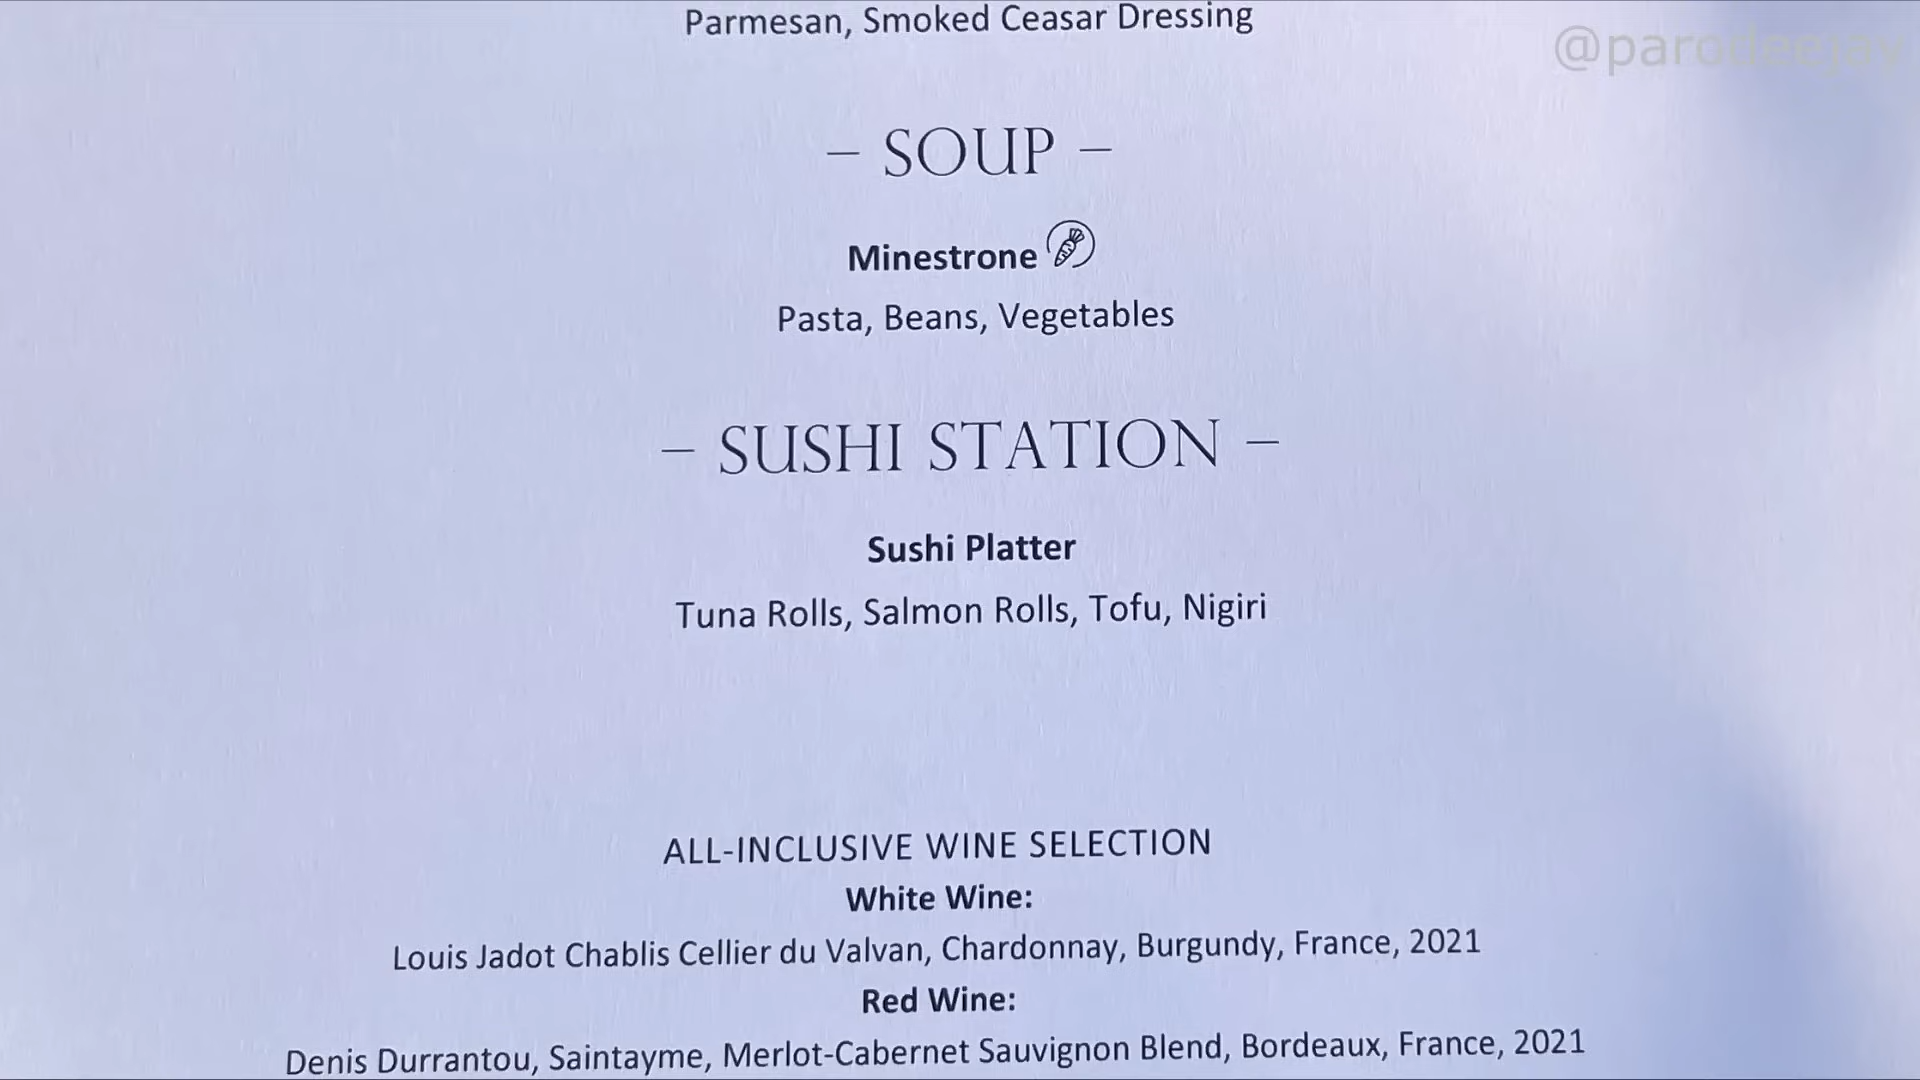 Parmesan, Smoked Ceasar Dressing
@parodeejay
– SOUP –
Minestrone
Pasta, Beans, Vegetables
– SUSHI STATION –
Sushi Platter
Tuna Rolls, Salmon Rolls, Tofu, Nigiri
ALL-INCLUSIVE WINE SELECTION
White Wine:
Louis Jadot Chablis Cellier du Valvan, Chardonnay, Burgundy, France, 2021
Red Wine:
Denis Durrantou, Saintayme, Merlot-Cabernet Sauvignon Blend, Bordeaux, France, 2021